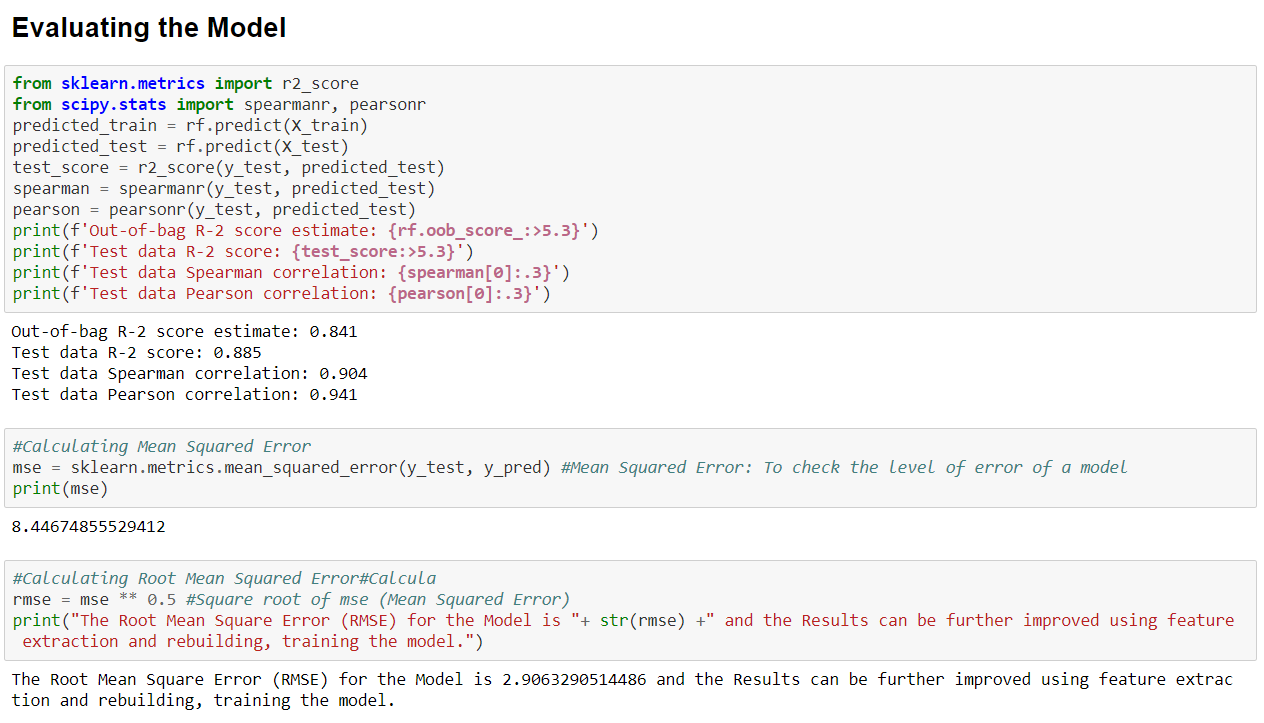 Evaluating the Model
from sklearn.metrics import r2_score
from scipy.stats import spearmanr, pearsonr
predicted_train = rf.predict(X_train)
predicted_test = rf.predict(X_test)
test_score = r2_score(y_test, predicted_test)
spearman = spearmanr(y_test, predicted_test)
pearson = pearsonr(y_test, predicted_test)
print(f'Out-of-bag R-2 score estimate: {rf.oob_score_:>5.3}')
print(f'Test data R-2 score: {test_score:>5.3}')
print(f'Test data Spearman correlation: {spearman[0]:.3}')
print(f'Test data Pearson correlation: {pearson[0]:.3}')
Out-of-bag R-2 score estimate: 0.841
Test data R-2 score: 0.885
Test data Spearman correlation: 0.904
Test data Pearson correlation: 0.941
#Calculating Mean Squared Error
mse = sklearn.metrics.mean_squared_error(y_test, y_pred) #Mean Squared Error: To check the level of error of a model
print(mse)
8.44674855529412
#Calculating Root Mean Squared Error#Calcula
rmse = mse ** 0.5 #Square root of mse (Mean Squared Error)
print("The Root Mean Square Error (RMSE) for the Model is "+ str(rmse) +" and the Results can be further improved using feature
extraction and rebuilding, training the model.")
The Root Mean Square Error (RMSE) for the Model is 2.9063290514486 and the Results can be further improved using feature extrac
tion and rebuilding, training the model.